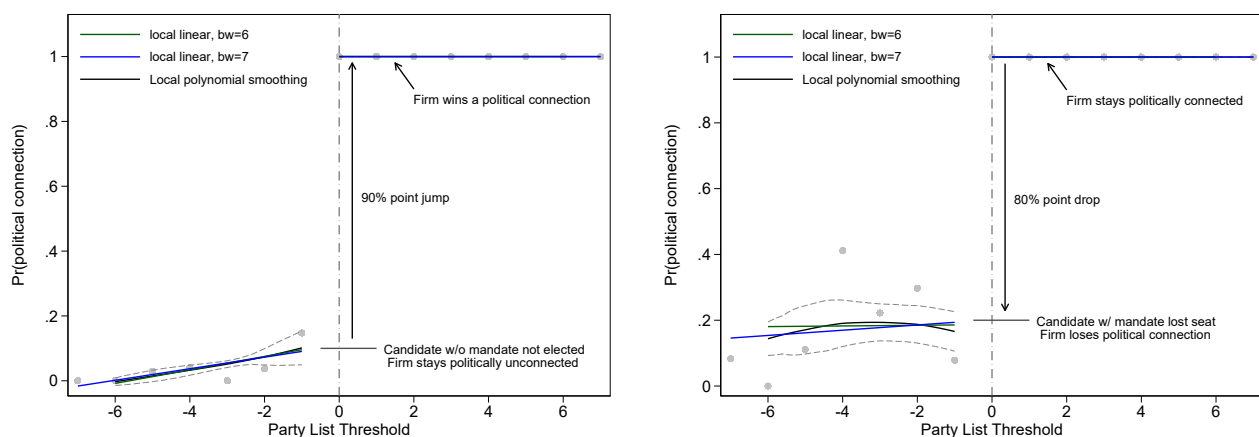 local linear, bw=6
local linear, bw=7
Local polynomial smoothing
Firm wins a political connection
90% point jump
Candidate w/o mandate not elected
Firm stays politically unconnected
Pr(political connection)
1
.8
.6
.4
.2
0
-6
-4
-2
0
2
4
6
Party List Threshold
local linear, bw=6
local linear, bw=7
Local polynomial smoothing
Firm stays politically connected
80% point drop
Candidate w/ mandate lost seat
Firm loses political connection
Pr(political connection)
1
.8
.6
.4
.2
0
-6
-4
-2
0
2
4
6
Party List Threshold